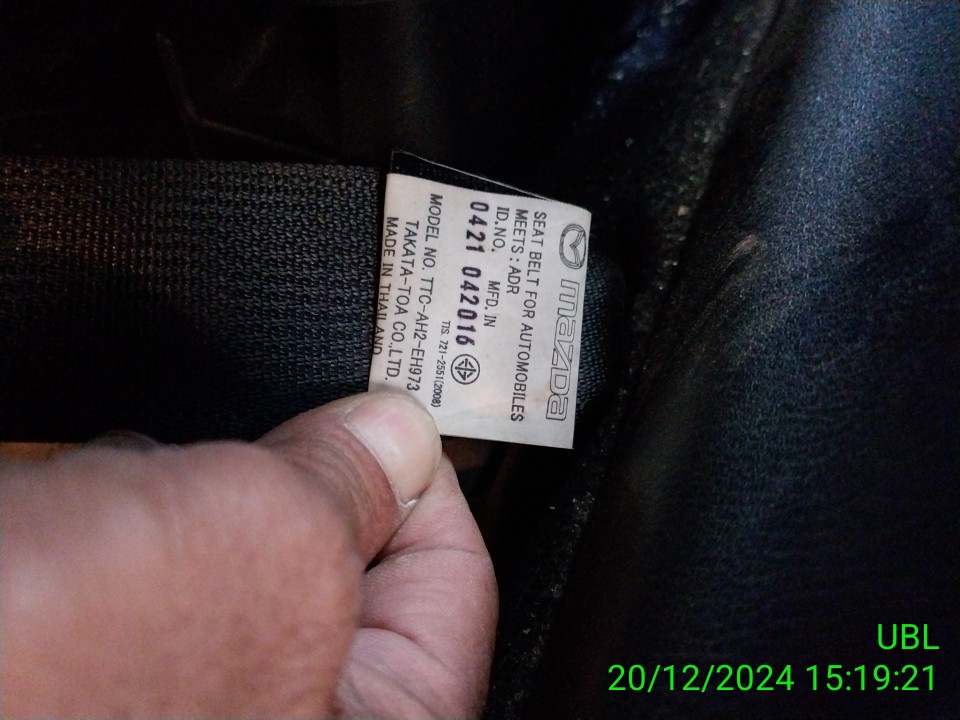 mazda
SEAT BELT FOR AUTOMOBILES
MEETS : ADR
ID.NO. MFD. IN
0421 042016
TIS. 721-2551(2008)
MODEL NO. TTC-AH2-EH973
TAKATA-TOA CO.,LTD.
MADE IN THAILAND
UBL
20/12/2024 15:19:21